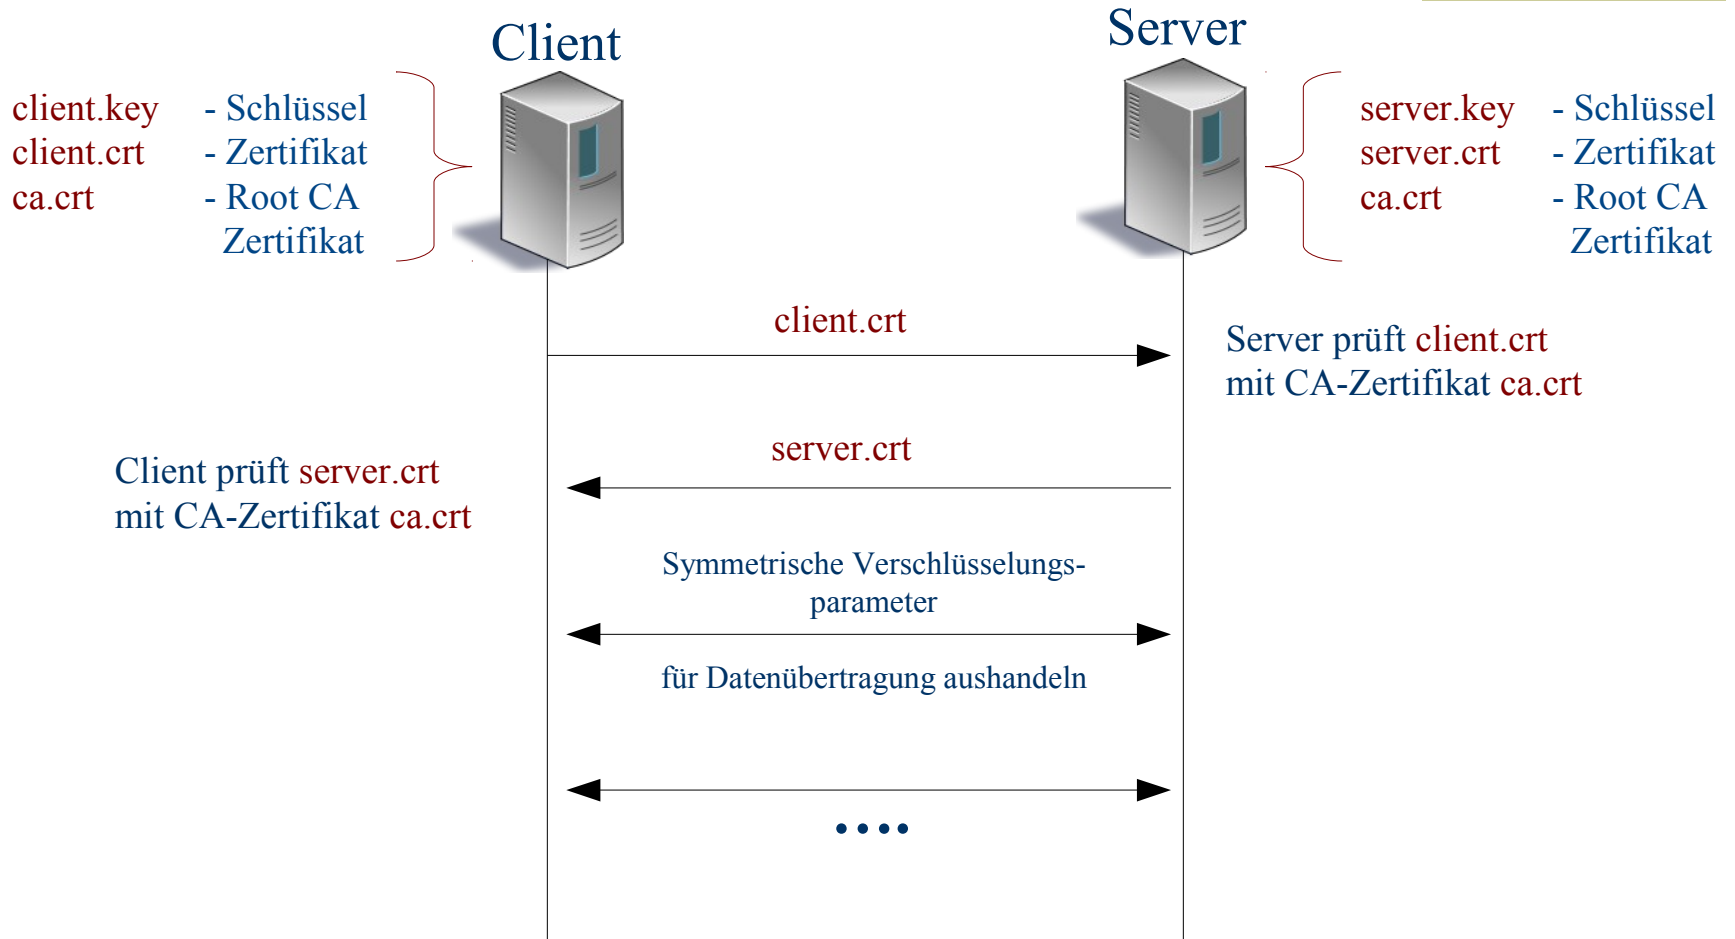 Client
Server
client.key - Schlüssel
client.crt - Zertifikat
ca.crt - Root CA
Zertifikat
server.key - Schlüssel
server.crt - Zertifikat
ca.crt - Root CA
Zertifikat
client.crt
Server prüft client.crt
mit CA-Zertifikat ca.crt
server.crt
Client prüft server.crt
mit CA-Zertifikat ca.crt
Symmetrische Verschlüsselungs-
parameter
für Datenübertragung aushandeln
....